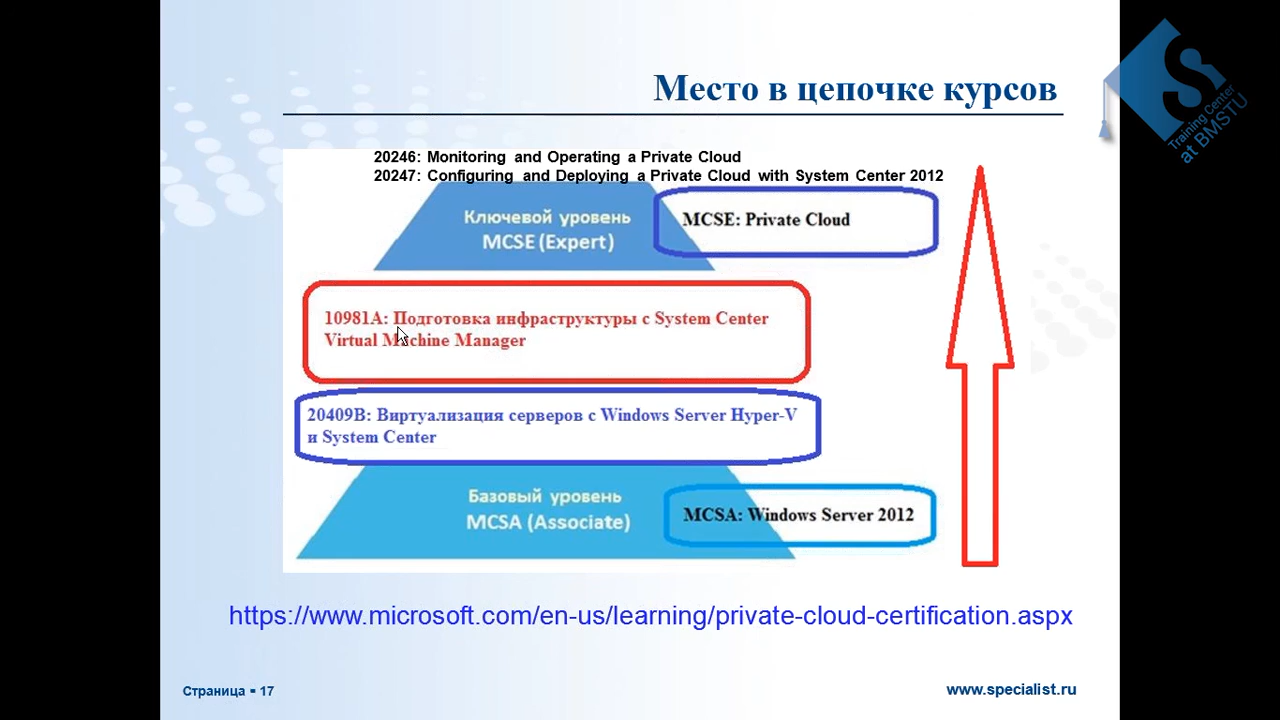 Место в цепочке курсов
Training Center
at BMSTU
20246: Monitoring and Operating a Private Cloud
20247: Configuring and Deploying a Private Cloud with System Center 2012
Ключевой уровень
MCSE (Expert)
MCSE: Private Cloud
10981A: Подготовка инфраструктуры с System Center
Virtual Machine Manager
20409B: Виртуализация серверов с Windows Server Hyper-V
и System Center
Базовый уровень
MCSA (Associate)
MCSA: Windows Server 2012
https://www.microsoft.com/en-us/learning/private-cloud-certification.aspx
Страница ▪ 17
www.specialist.ru